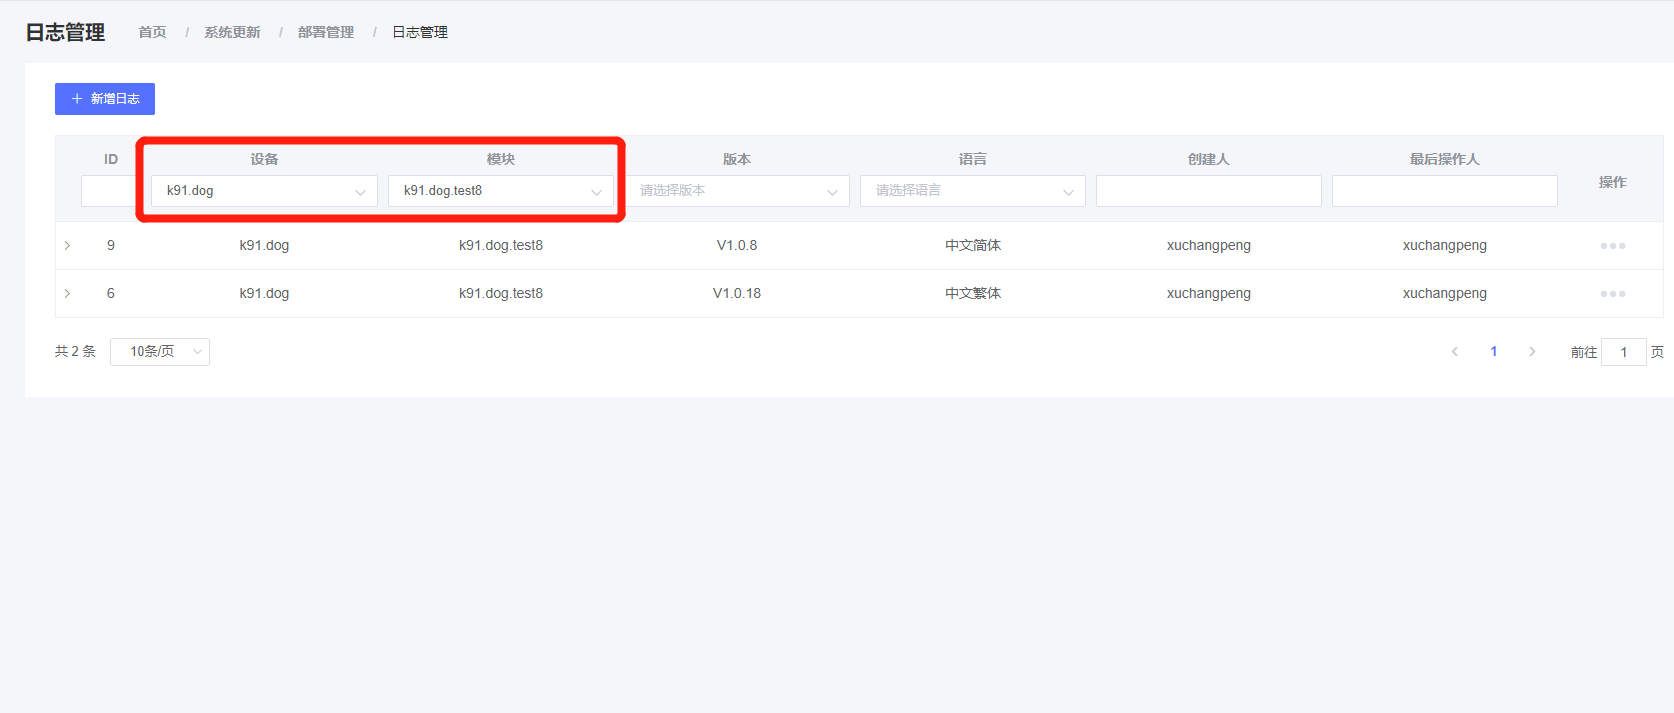 日志管理 首页 / 系统更新 / 部署管理 / 日志管理
+ 新增日志
ID 设备 模块 版本 语言 创建人 最后操作人 操作
k91.dog k91.dog.test8 请选择版本 请选择语言
9 k91.dog k91.dog.test8 V1.0.8 中文简体 xuchangpeng xuchangpeng
6 k91.dog k91.dog.test8 V1.0.18 中文繁体 xuchangpeng xuchangpeng
共 2 条 10条/页 1 前往 1 页